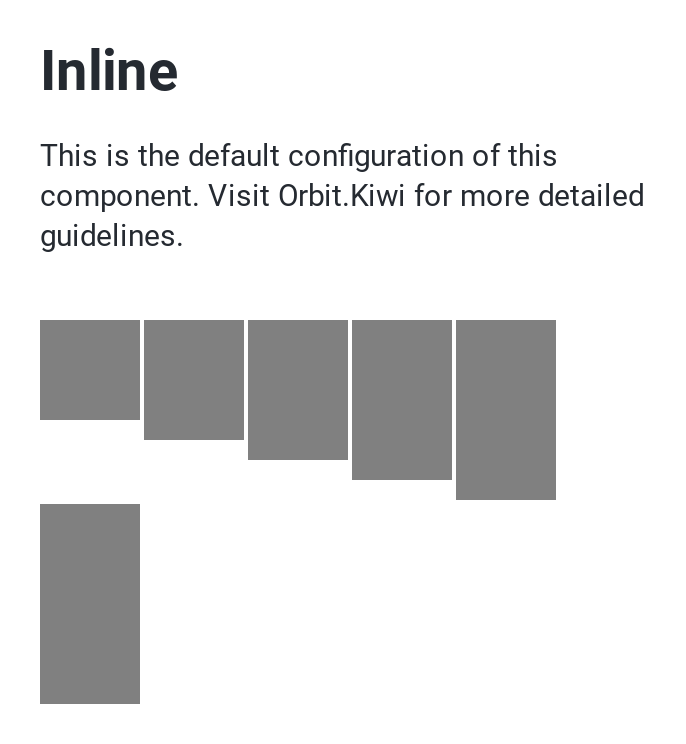 Inline
This is the default configuration of this
component. Visit Orbit.Kiwi for more detailed
guidelines.